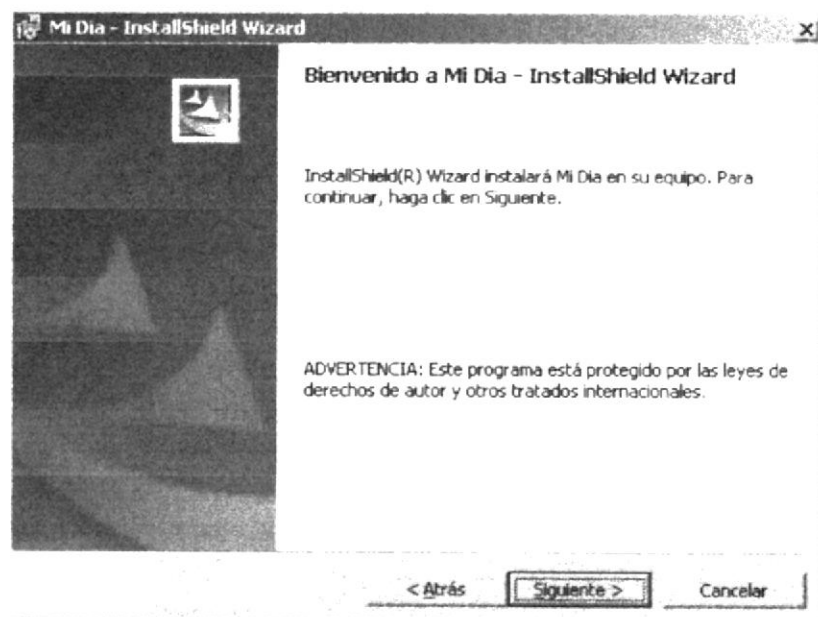 Mi Dia - InstallShield Wizard
Bienvenido a Mi Dia - InstallShield Wizard
InstallShield(R) Wizard instalará Mi Dia en su equipo. Para
continuar, haga clic en Siguiente.
ADVERTENCIA: Este programa está protegido por las leyes de
derechos de autor y otros tratados internacionales.
< Atrás
Siguiente >
Cancelar